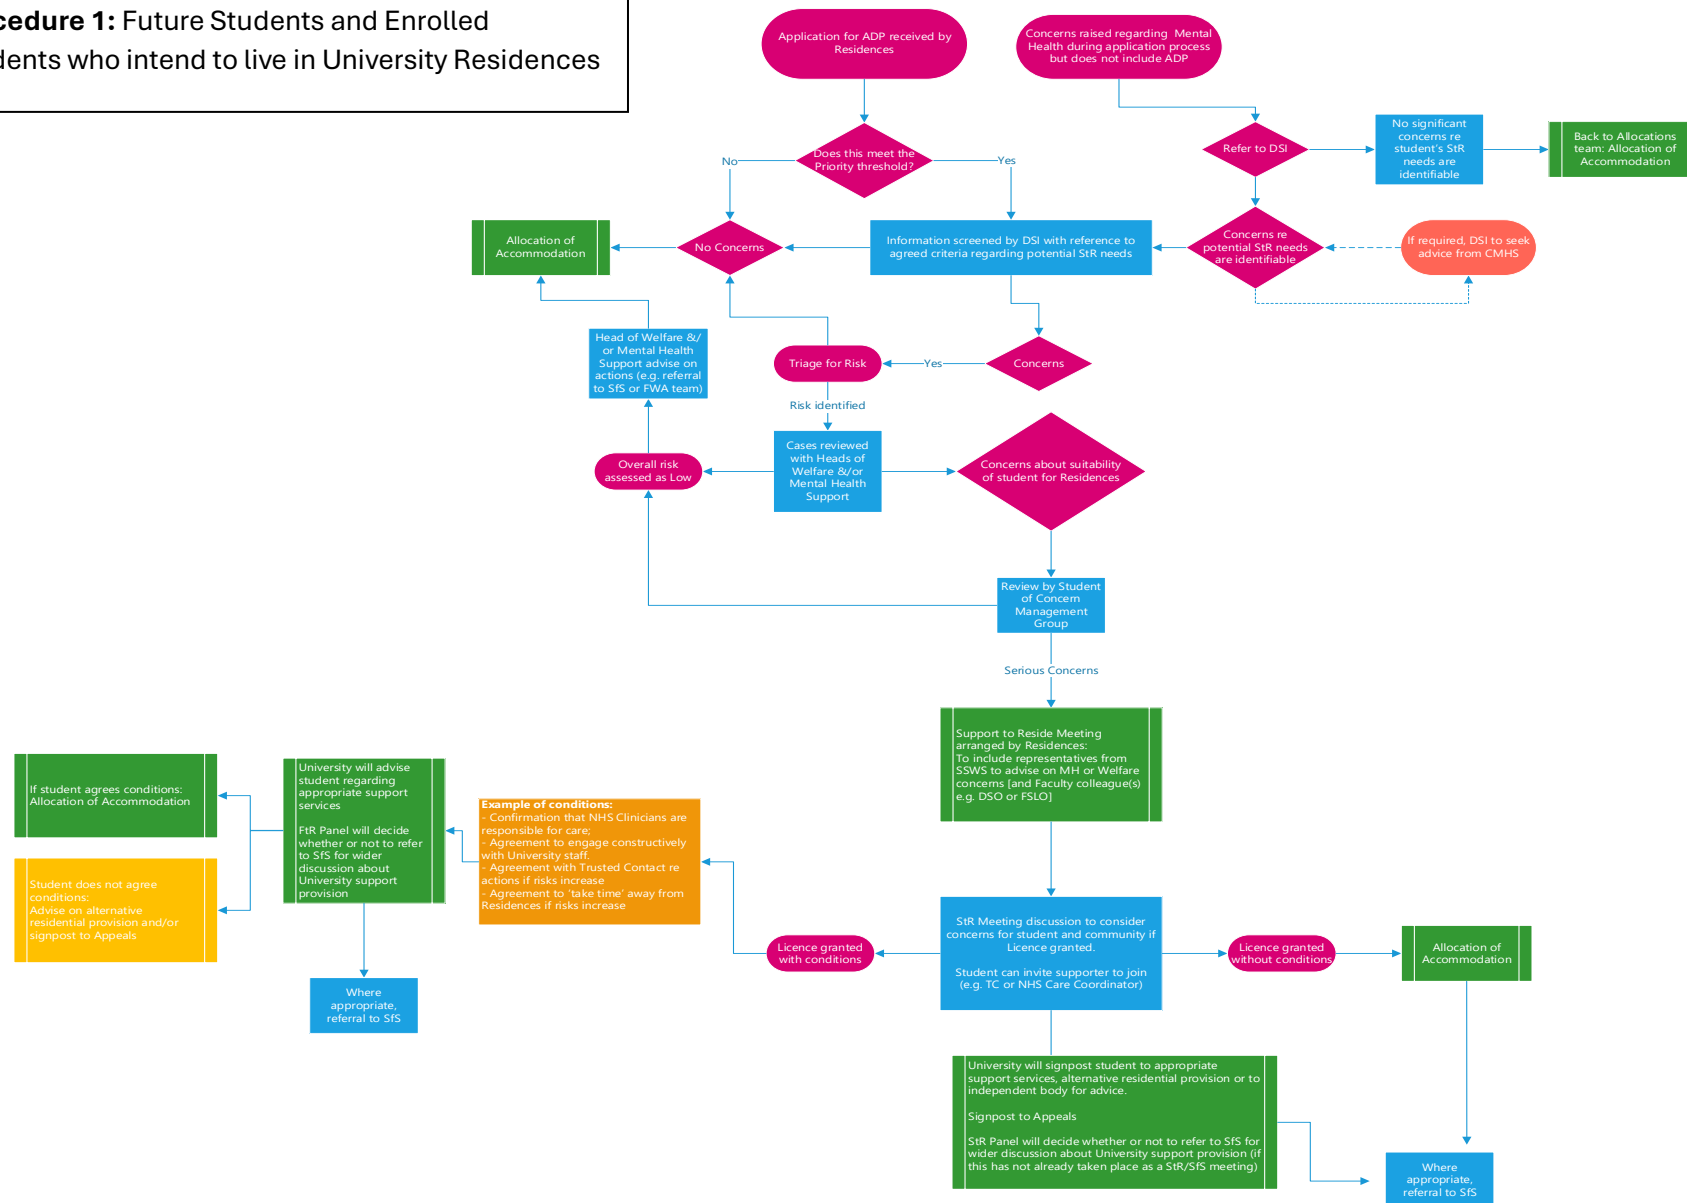 cedure 1: Future Students and Enrolled
dents who intend to live in University Residences
Application for ADP received by
Residences
Concerns raised regarding Mental
Health during application process
but does not include ADP
Does this meet the
Priority threshold?
No
Yes
Refer to DSI
No significant
concerns re
student's StR
needs are
identifiable
Back to Allocations
team: Allocation of
Accommodation
Allocation of
Accommodation
No Concerns
Information screened by DSI with reference to
agreed criteria regarding potential StR needs
Concerns re
potential StR needs
are identifiable
If required, DSI to seek
advice from CMHS
Head of Welfare &/
or Mental Health
Support advise on
actions (e.g. referral
to SfS or FWA team)
Triage for Risk
Yes
Concerns
Risk identified
Overall risk
assessed as Low
Cases reviewed
with Heads of
Welfare &/or
Mental Health
Support
Concerns about suitability
of student for Residences
Review by Student
of Concern
Management
Group
Serious Concerns
Support to Reside Meeting
arranged by Residences:
To include representatives from
SSWS to advise on MH or Welfare
concerns [and Faculty colleague(s)
e.g. DSO or FSLO]
If student agrees conditions:
Allocation of Accommodation
Student does not agree
conditions:
Advise on alternative
residential provision and/or
signpost to Appeals
University will advise
student regarding
appropriate support
services
FtR Panel will decide
whether or not to refer
to SfS for wider
discussion about
University support
provision
Example of conditions:
- Confirmation that NHS Clinicians are
responsible for care;
- Agreement to engage constructively
with University staff.
- Agreement with Trusted Contact re
actions if risks increase
- Agreement to 'take time' away from
Residences if risks increase
Where
appropriate,
referral to SfS
Licence granted
with conditions
StR Meeting discussion to consider
concerns for student and community if
Licence granted.
Student can invite supporter to join
(e.g. TC or NHS Care Coordinator)
Licence granted
without conditions
Allocation of
Accommodation
University will signpost student to appropriate
support services, alternative residential provision or to
independent body for advice.
Signpost to Appeals
StR Panel will decide whether or not to refer to SfS for
wider discussion about University support provision (if
this has not already taken place as a StR/SfS meeting)
Where
appropriate,
referral to SfS